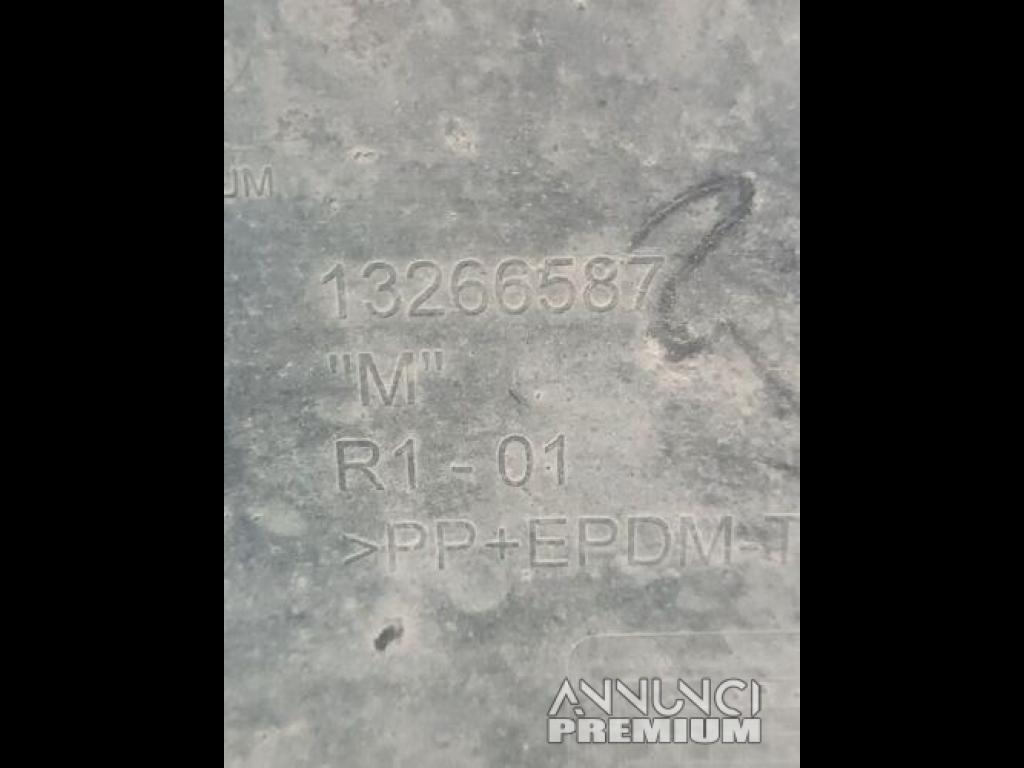 UM
13266587
"M"
R1 - 01
>PP+EPDM-T
ANNUNCI
PREMIUM